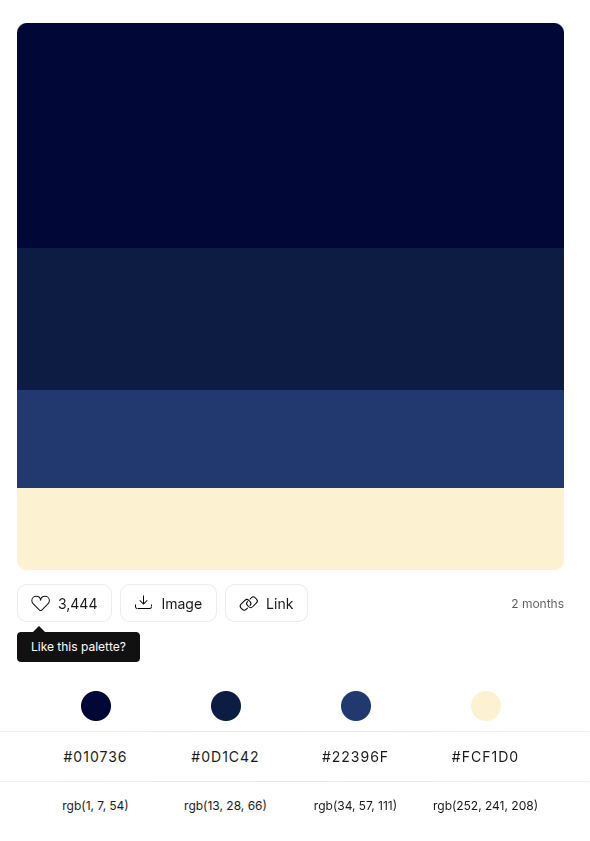 3,444 Image Link 2 months
Like this palette?
#010736 #0D1C42 #22396F #FCF1D0
rgb(1, 7, 54) rgb(13, 28, 66) rgb(34, 57, 111) rgb(252, 241, 208)